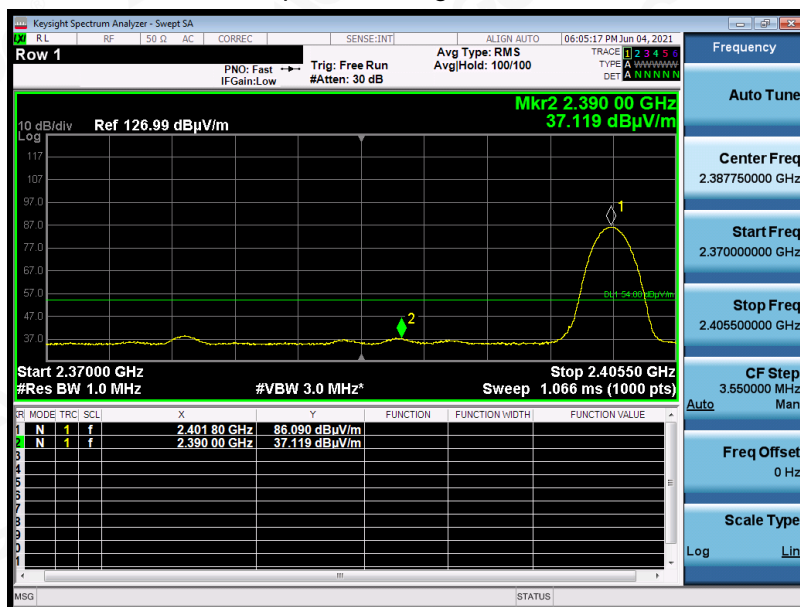 Keysight Spectrum Analyzer - Swept SA
RL RF 50 Ω AC CORREC SENSE:INT ALIGN AUTO 06:05:17 PM Jun 04, 2021
Row 1
PNO: Fast
IFGain:Low
Trig: Free Run
#Atten: 30 dB
Avg Type: RMS
Avg|Hold: 100/100
TRACE 1 2 3 4 5 6
TYPE A WWWWW
DET A N N N N N
Mkr2 2.390 00 GHz
37.119 dBµV/m
10 dB/div Ref 126.99 dBµV/m
Log
117
107
97.0
87.0
77.0
67.0
57.0
47.0
37.0
1
2
DL1 54.00 dBµV/m
Start 2.37000 GHz Stop 2.40550 GHz
#Res BW 1.0 MHz #VBW 3.0 MHz* Sweep 1.066 ms (1000 pts)
MODE TRC SCL X Y FUNCTION FUNCTION WIDTH FUNCTION VALUE
1 N 1 f 2.401 80 GHz 86.090 dBµV/m
2 N 1 f 2.390 00 GHz 37.119 dBµV/m
3
4
5
6
7
8
9
0
1
MSG STATUS
Frequency
Auto Tune
Center Freq
2.387750000 GHz
Start Freq
2.370000000 GHz
Stop Freq
2.405500000 GHz
CF Step
3.550000 MHz
Auto Man
Freq Offset
0 Hz
Scale Type
Log Lin